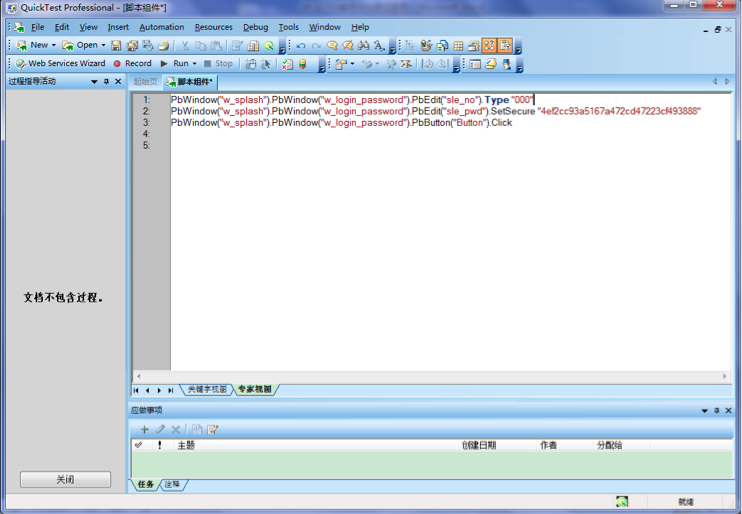 QuickTest Professional - [脚本组件*]
File Edit View Insert Automation Resources Debug Tools Window Help
New Open
Web Services Wizard Record Run Stop
过程指导活动
起始页 脚本组件*
1: PbWindow("w_splash").PbWindow("w_login_password").PbEdit("sle_no").Type "000"
2: PbWindow("w_splash").PbWindow("w_login_password").PbEdit("sle_pwd").SetSecure "4ef2cc93a5167a472cd47223cf493888"
3: PbWindow("w_splash").PbWindow("w_login_password").PbButton("Button").Click
4:
5:
文档不包含过程。
关键字视图 专家视图
应做事项
! 主题 创建日期 作者 分配给
关闭
任务 注释
就绪